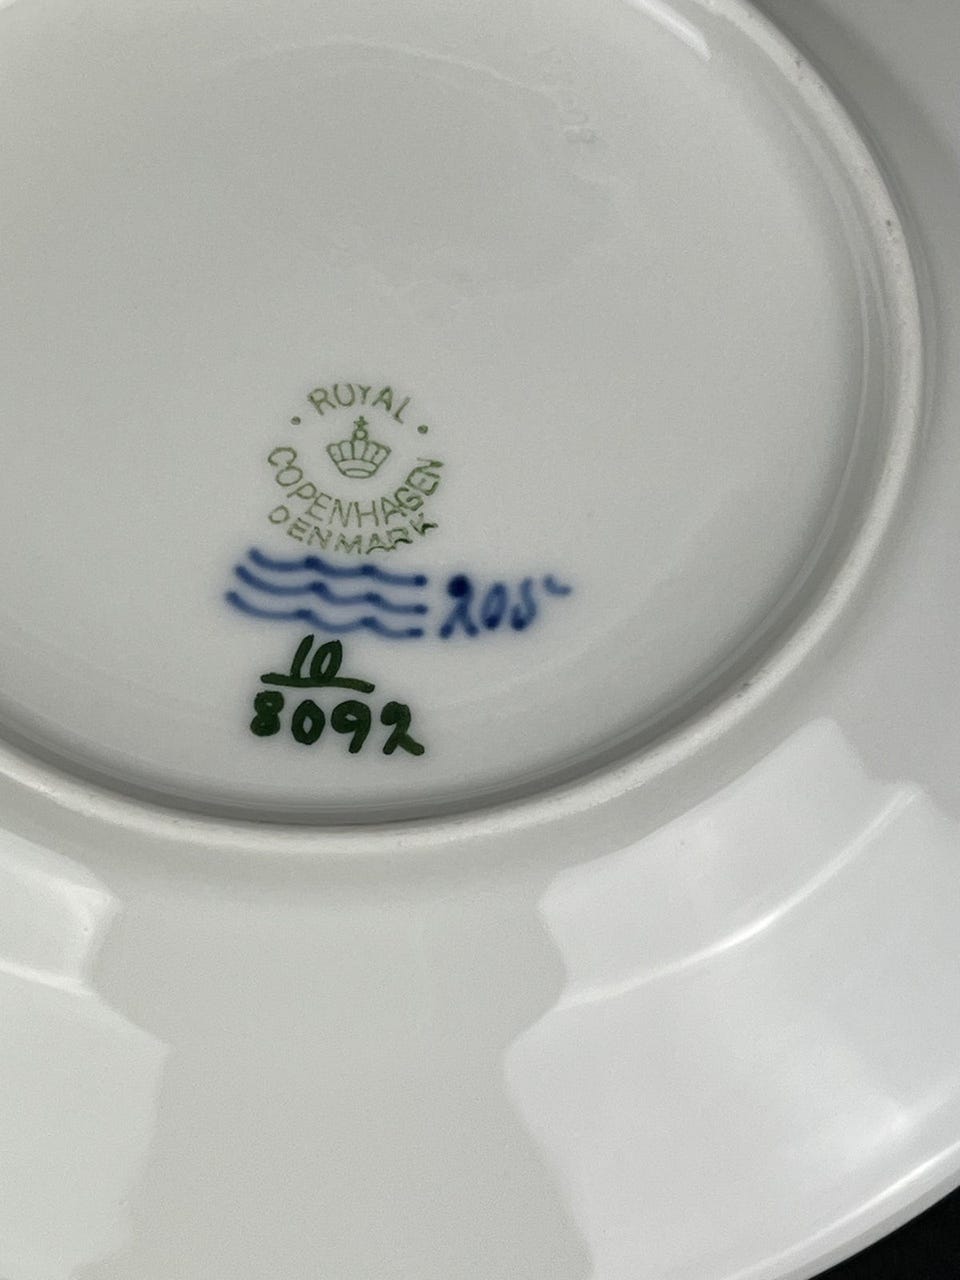 · ROYAL ·
COPENHAGEN
DENMARK
205
10
8092